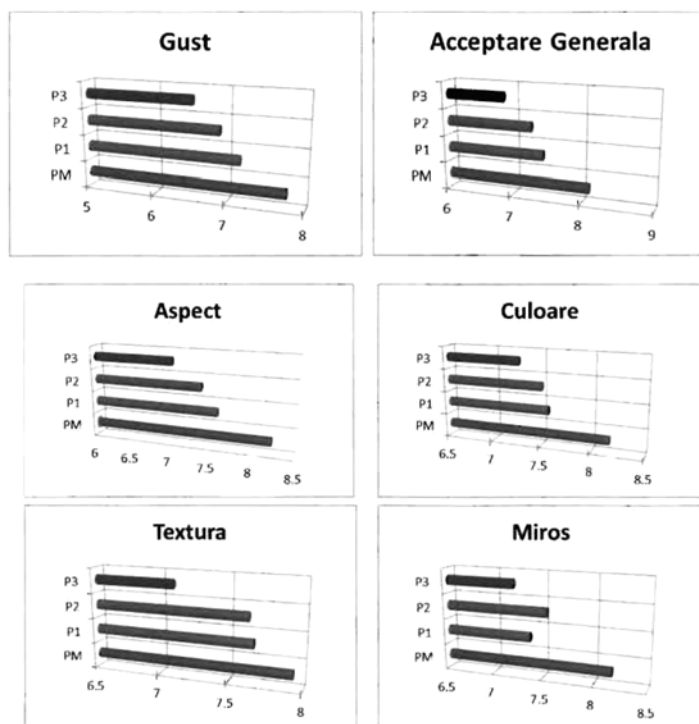 Gust
P3
P2
P1
PM
5 6 7 8
Acceptare Generala
P3
P2
P1
PM
6 7 8 9
Aspect
P3
P2
P1
PM
6 6.5 7 7.5 8 8.5
Culoare
P3
P2
P1
PM
6.5 7 7.5 8 8.5
Textura
P3
P2
P1
PM
6.5 7 7.5 8
Miros
P3
P2
P1
PM
6.5 7 7.5 8 8.5